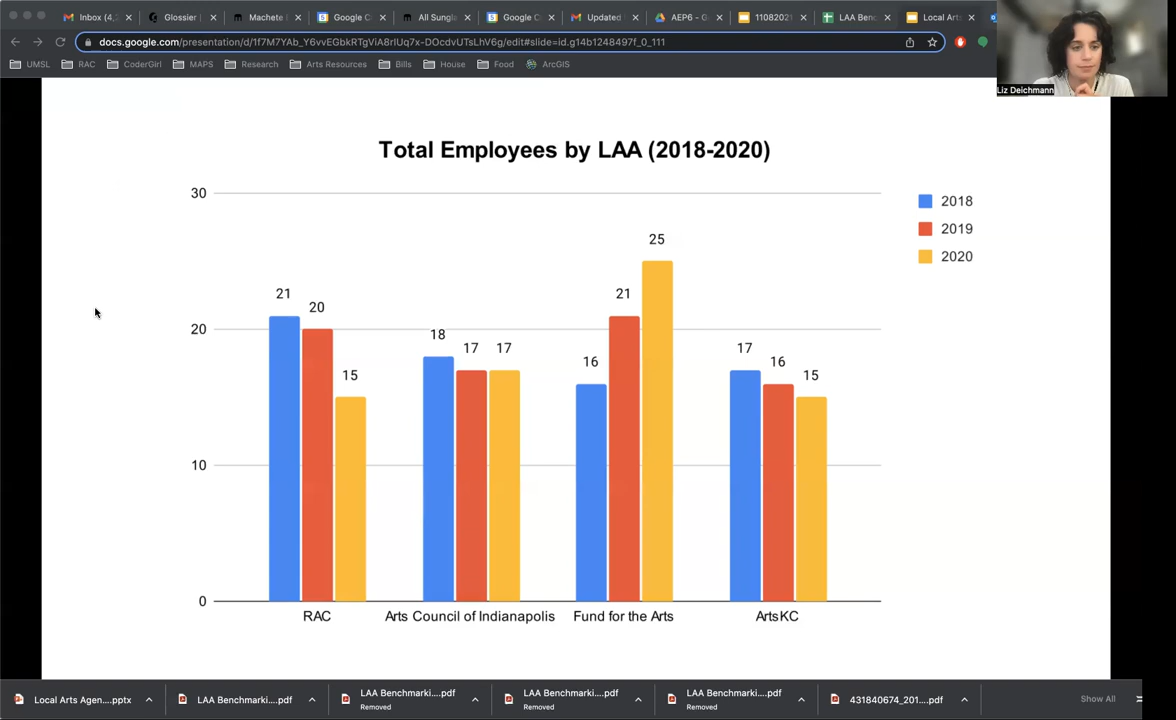 Inbox (4,
Glossier
Machete E
Google C
All Sungla
Google C
Updated
AEP6 - G
11082021
LAA Benc
Local Arts
docs.google.com/presentation/d/1f7M7YAb_Y6vvEGbkRTgViA8rIUq7x-DOcdvUTsLhV6g/edit#slide=id.g14b1248497f_0_111
UMSL
RAC
CoderGirl
MAPS
Research
Arts Resources
Bills
House
Food
ArcGIS
Liz Deichmann
Total Employees by LAA (2018-2020)
30
20
10
0
2018
2019
2020
21
20
15
18
17
17
16
21
25
17
16
15
RAC
Arts Council of Indianapolis
Fund for the Arts
ArtsKC
Local Arts Agen....pptx
LAA Benchmarki....pdf
LAA Benchmarki....pdf
Removed
LAA Benchmarki....pdf
Removed
LAA Benchmarki....pdf
Removed
431840674_201....pdf
Show All